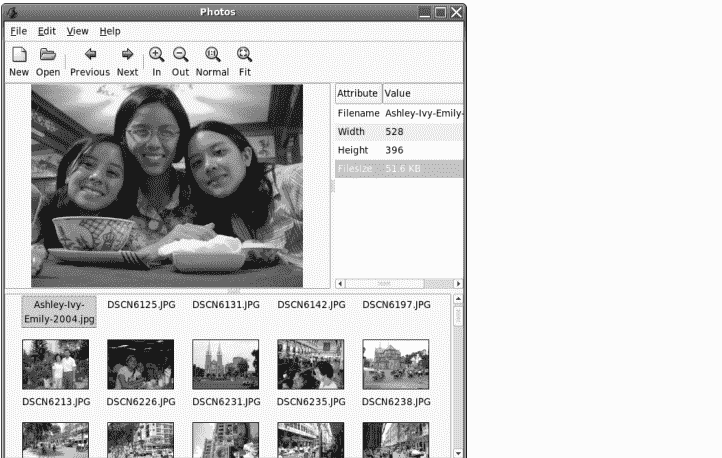 Photos
File Edit View Help
New Open Previous Next In Out Normal Fit
Attribute Value
Filename Ashley-Ivy-Emily-
Width 528
Height 396
Filesize 51.6 KB
Ashley-Ivy-
Emily-2004.jpg
DSCN6125.JPG DSCN6131.JPG DSCN6142.JPG DSCN6197.JPG
DSCN6213.JPG DSCN6226.JPG DSCN6231.JPG DSCN6235.JPG DSCN6238.JPG